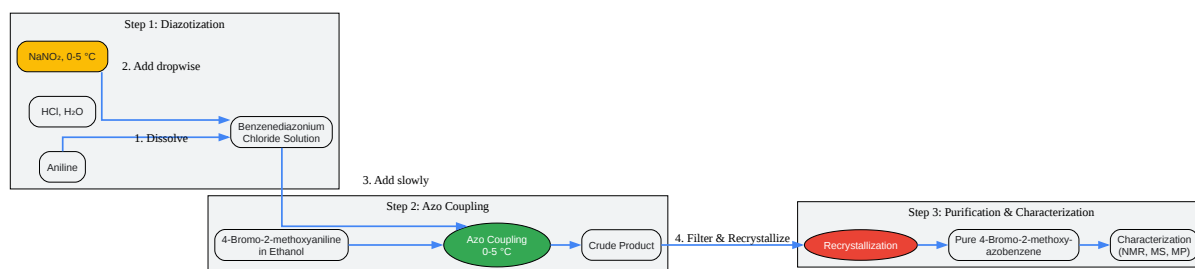 Step 1: Diazotization
NaNO₂, 0-5 °C
2. Add dropwise
HCl, H₂O
Benzenediazonium
Chloride Solution
1. Dissolve
Aniline
3. Add slowly
Step 2: Azo Coupling
4-Bromo-2-methoxyaniline
in Ethanol
Azo Coupling
0-5 °C
Crude Product
4. Filter & Recrystallize
Step 3: Purification & Characterization
Recrystallization
Pure 4-Bromo-2-methoxy-
azobenzene
Characterization
(NMR, MS, MP)